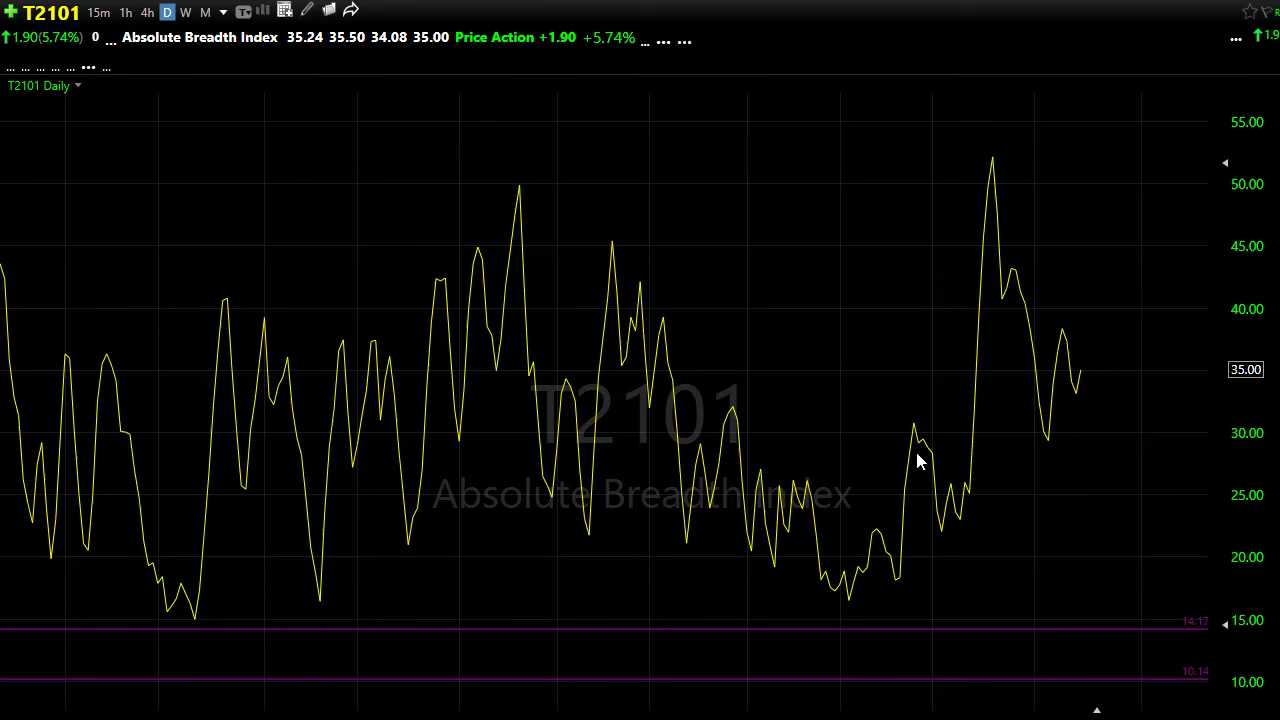 T2101 15m 1h 4h D W M T
1.90(5.74%) 0 ... Absolute Breadth Index 35.24 35.50 34.08 35.00 Price Action +1.90 +5.74% ... ... ... ... 1.9
... ... ... ... ... ... ...
T2101 Daily
55.00
50.00
45.00
40.00
35.00
T2101
30.00
Absolute Breadth Index
25.00
20.00
14.17
15.00
10.14
10.00